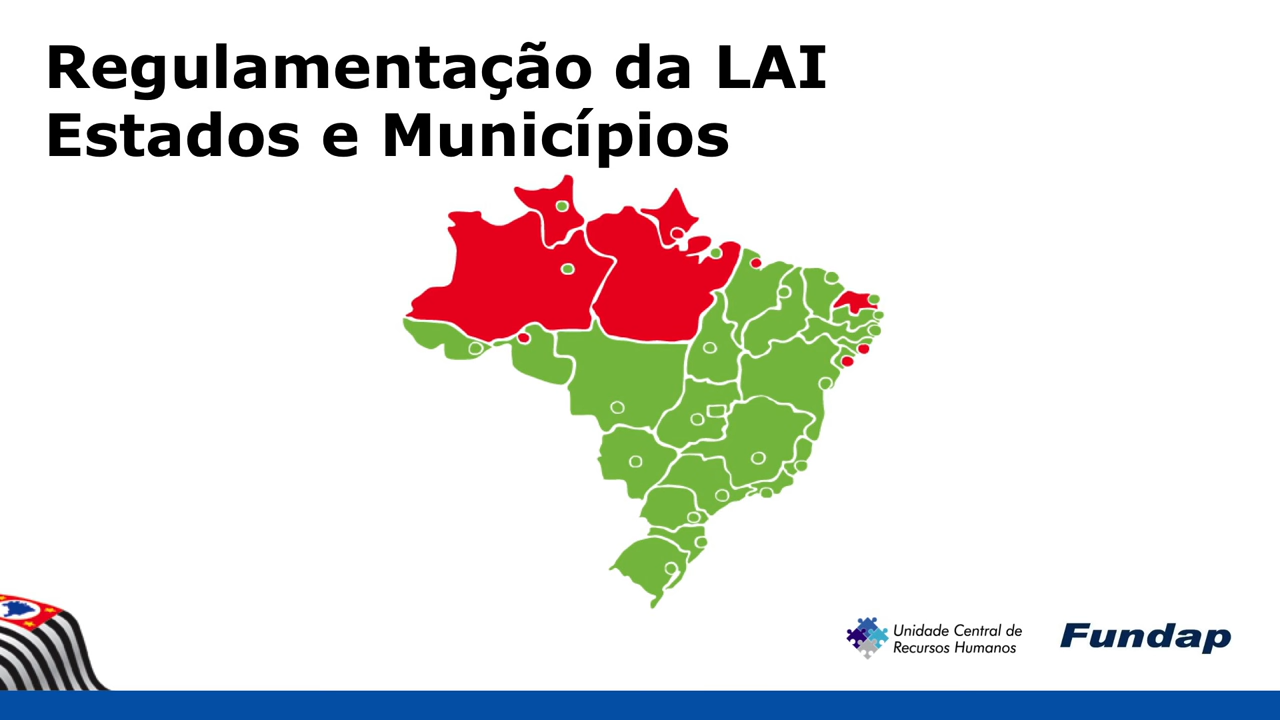 Regulamentação da LAI
Estados e Municípios
Unidade Central de
Recursos Humanos
Fundap